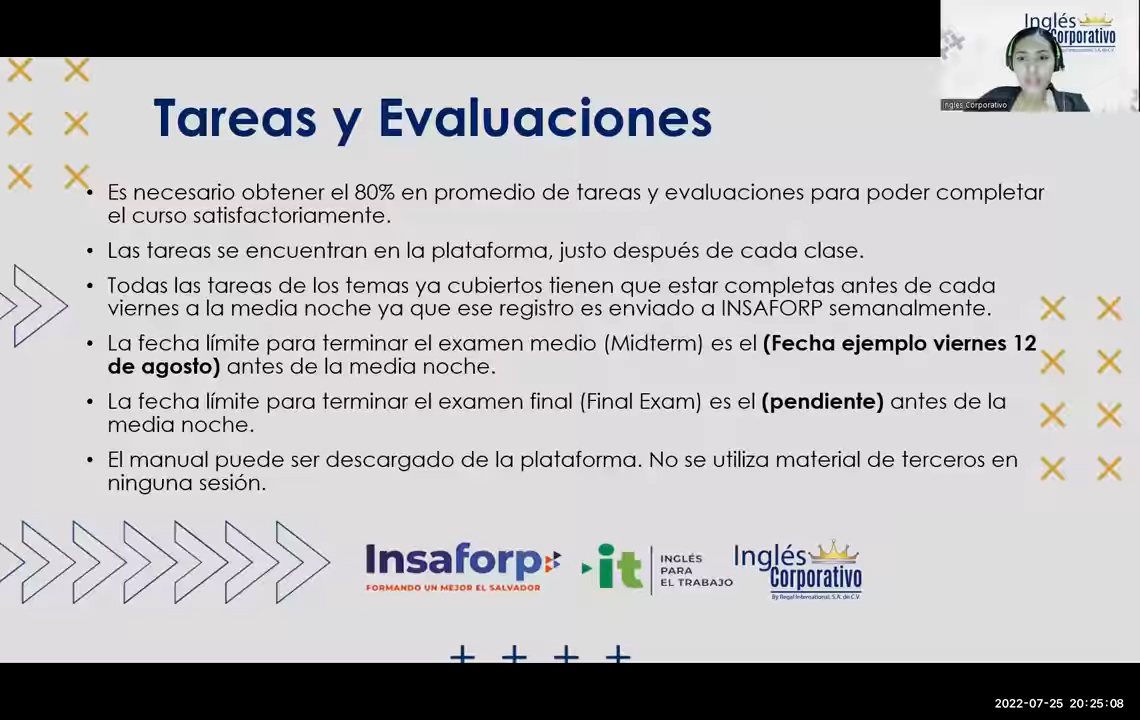 Inglés
Corporativo
Ingles Corporativo
Tareas y Evaluaciones
• Es necesario obtener el 80% en promedio de tareas y evaluaciones para poder completar
el curso satisfactoriamente.
• Las tareas se encuentran en la plataforma, justo después de cada clase.
• Todas las tareas de los temas ya cubiertos tienen que estar completas antes de cada
viernes a la media noche ya que ese registro es enviado a INSAFORP semanalmente.
• La fecha límite para terminar el examen medio (Midterm) es el (Fecha ejemplo viernes 12
de agosto) antes de la media noche.
• La fecha límite para terminar el examen final (Final Exam) es el (pendiente) antes de la
media noche.
• El manual puede ser descargado de la plataforma. No se utiliza material de terceros en
ninguna sesión.
Insaforp
FORMANDO UN MEJOR EL SALVADOR
it
INGLÉS
PARA
EL TRABAJO
Inglés
Corporativo
By Regal International, S.A. de C.V.
2022-07-25 20:25:08